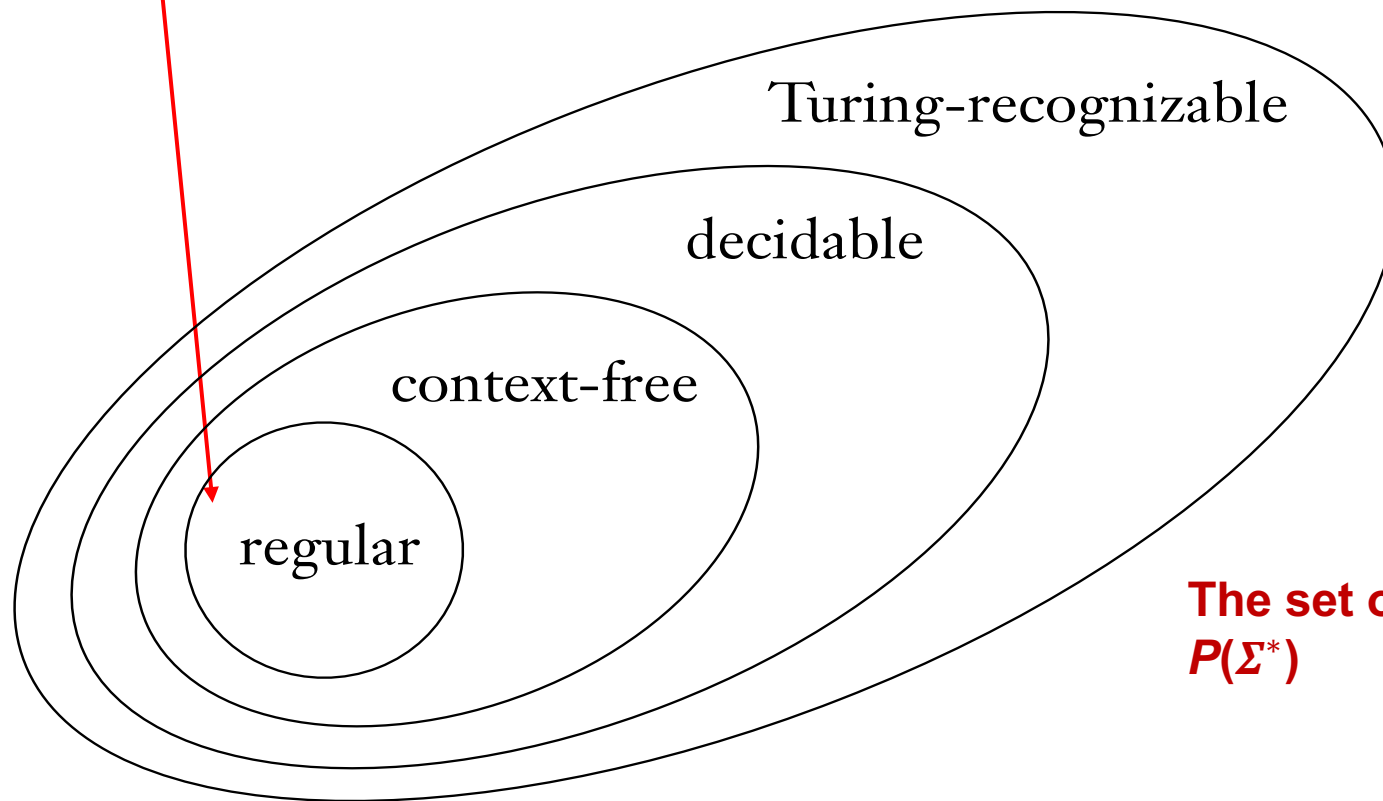 Turing-recognizable
decidable
context-free
regular
The set o
P(Σ*)